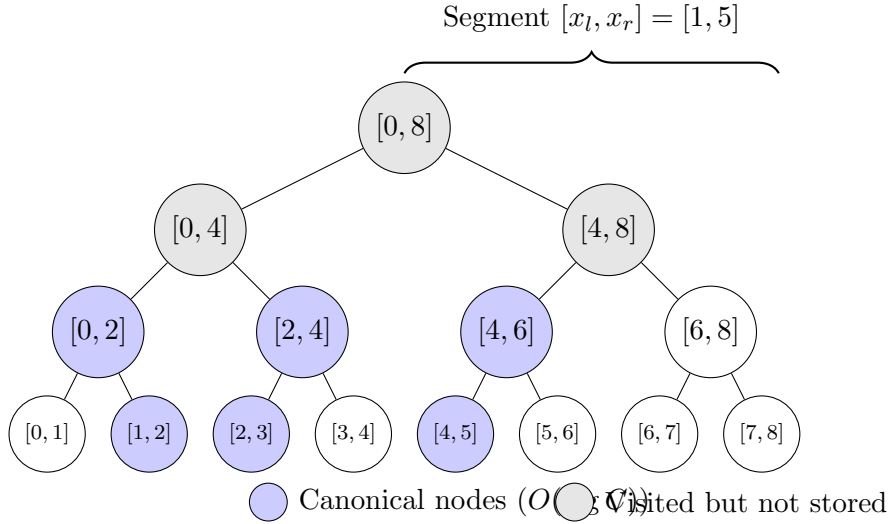 Segment [x_l, x_r] = [1, 5]
[0, 8]
[0, 4] [4, 8]
[0, 2] [2, 4] [4, 6] [6, 8]
[0, 1] [1, 2] [2, 3] [3, 4] [4, 5] [5, 6] [6, 7] [7, 8]
Canonical nodes Visited but not stored